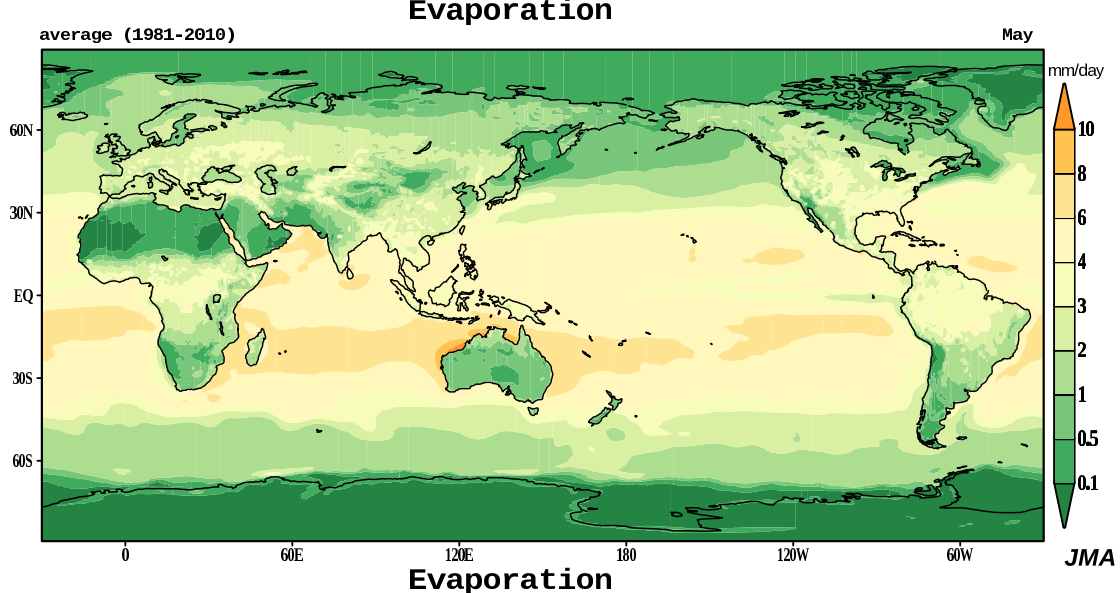 Evaporation
average (1981-2010) May
mm/day
10
8
6
4
3
2
1
0.5
0.1
60N
30N
EQ
30S
60S
0 60E 120E 180 120W 60W
JMA
Evaporation